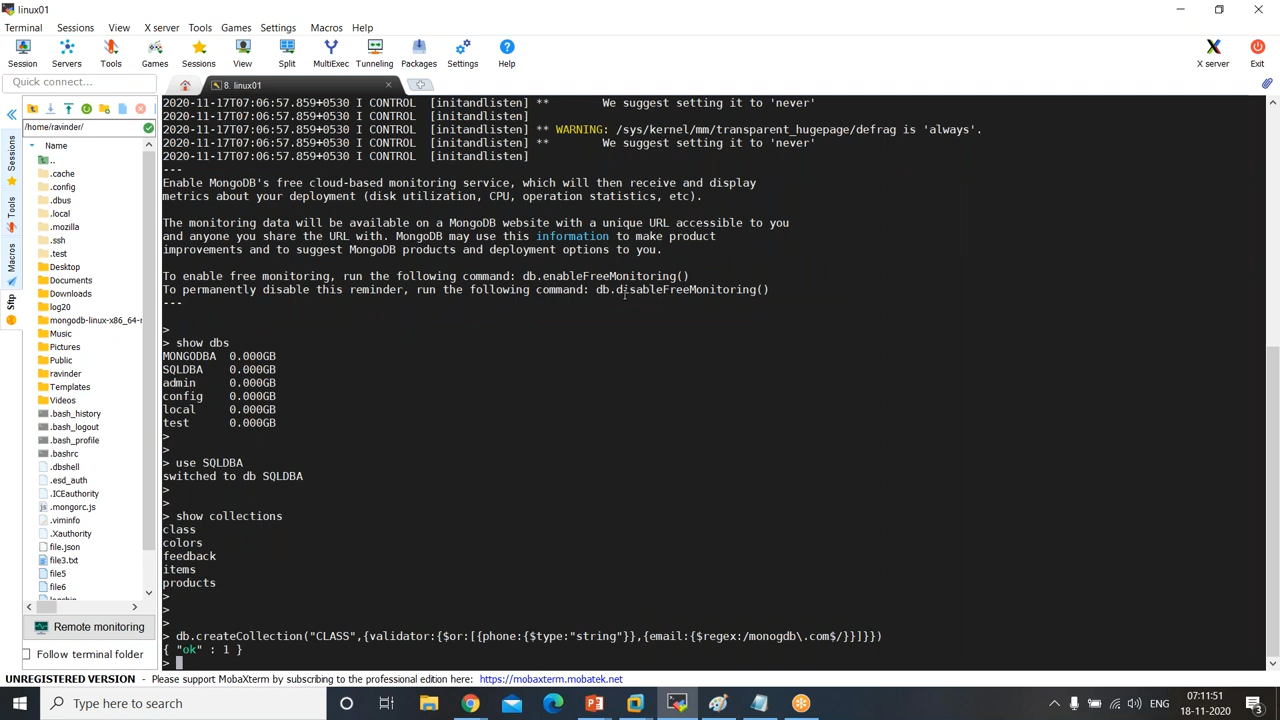 linux01
Terminal Sessions View X server Tools Games Settings Macros Help
Session Servers Tools Games Sessions View Split MultiExec Tunneling Packages Settings Help X server Exit
Quick connect...
8. linux01
/home/ravinder/
Name
..
.cache
.config
.dbus
.local
.mozilla
.ssh
.test
Desktop
Documents
Downloads
log20
mongodb-linux-x86_64-r
Music
Pictures
Public
ravinder
Templates
Videos
.bash_history
.bash_logout
.bash_profile
.bashrc
.dbshell
.esd_auth
.ICEauthority
.mongorc.js
.viminfo
.Xauthority
file.json
file3.txt
file5
file6
Sessions
Tools
Macros
Sftp
Remote monitoring
Follow terminal folder
2020-11-17T07:06:57.859+0530 I CONTROL [initandlisten] ** We suggest setting it to 'never'
2020-11-17T07:06:57.859+0530 I CONTROL [initandlisten]
2020-11-17T07:06:57.859+0530 I CONTROL [initandlisten] ** WARNING: /sys/kernel/mm/transparent_hugepage/defrag is 'always'.
2020-11-17T07:06:57.859+0530 I CONTROL [initandlisten] ** We suggest setting it to 'never'
2020-11-17T07:06:57.859+0530 I CONTROL [initandlisten]
---
Enable MongoDB's free cloud-based monitoring service, which will then receive and display
metrics about your deployment (disk utilization, CPU, operation statistics, etc).
The monitoring data will be available on a MongoDB website with a unique URL accessible to you
and anyone you share the URL with. MongoDB may use this information to make product
improvements and to suggest MongoDB products and deployment options to you.
To enable free monitoring, run the following command: db.enableFreeMonitoring()
To permanently disable this reminder, run the following command: db.disableFreeMonitoring()
---
>
> show dbs
MONGODBA 0.000GB
SQLDBA 0.000GB
admin 0.000GB
config 0.000GB
local 0.000GB
test 0.000GB
>
>
> use SQLDBA
switched to db SQLDBA
>
>
> show collections
class
colors
feedback
items
products
>
>
> db.createCollection("CLASS",{validator:{$or:[{phone:{$type:"string"}},{email:{$regex:/monogdb\.com$/}}]}})
{ "ok" : 1 }
>
UNREGISTERED VERSION - Please support MobaXterm by subscribing to the professional edition here: https://mobaxterm.mobatek.net
Type here to search
ENG
07:11:51
18-11-2020
3